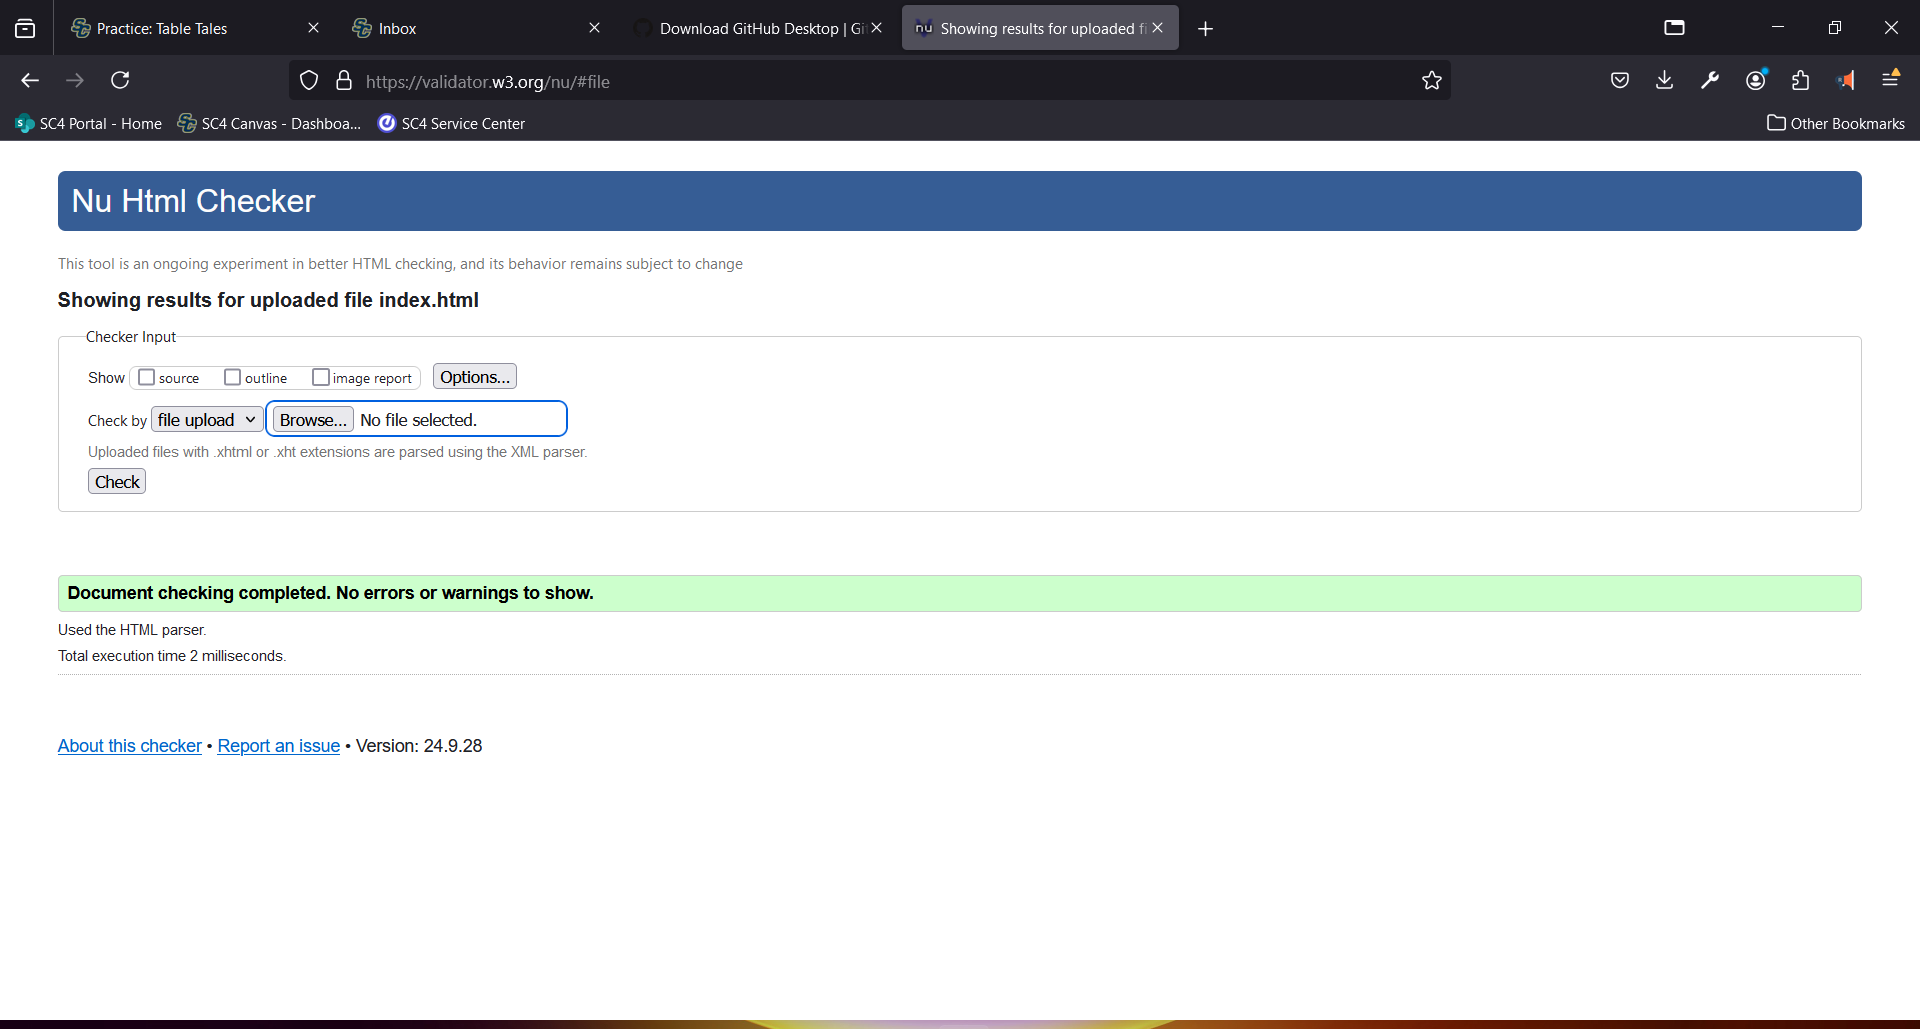 Practice: Table Tales
Inbox
Download GitHub Desktop | Gi
nu Showing results for uploaded fi
https://validator.w3.org/nu/#file
SC4 Portal - Home
SC4 Canvas - Dashboa...
SC4 Service Center
Other Bookmarks
Nu Html Checker
This tool is an ongoing experiment in better HTML checking, and its behavior remains subject to change
Showing results for uploaded file index.html
Checker Input
Show source outline image report Options...
Check by file upload Browse... No file selected.
Uploaded files with .xhtml or .xht extensions are parsed using the XML parser.
Check
Document checking completed. No errors or warnings to show.
Used the HTML parser.
Total execution time 2 milliseconds.
About this checker • Report an issue • Version: 24.9.28